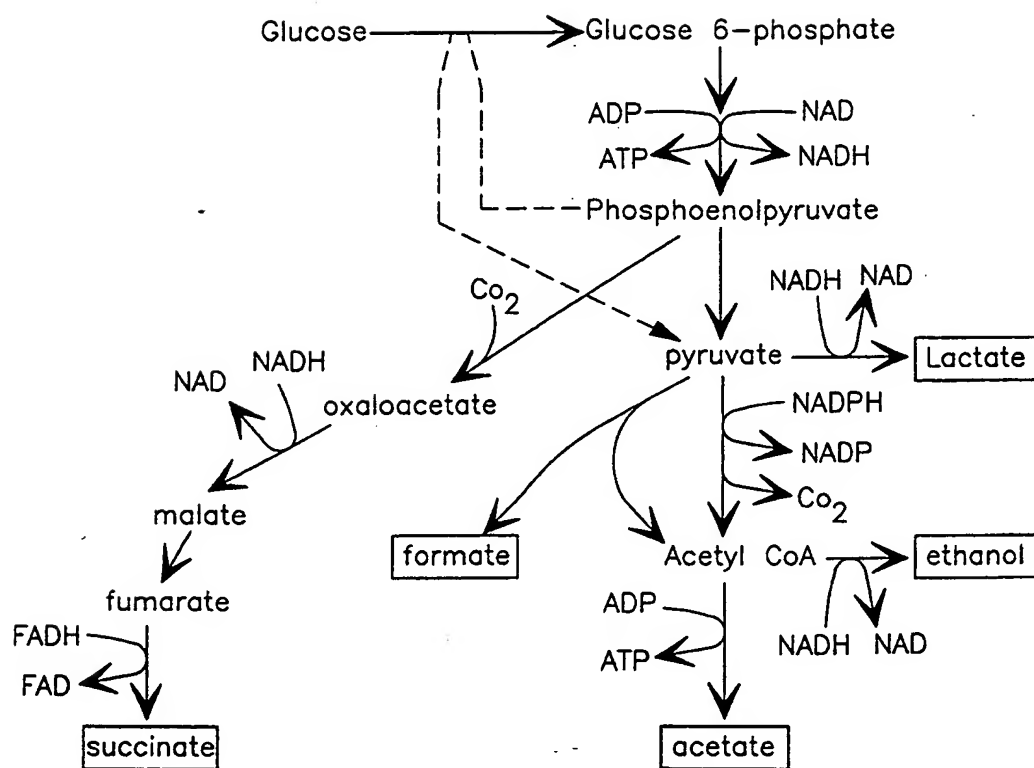 Glucose Glucose 6-phosphate
ADP NAD
ATP NADH
Phosphoenolpyruvate
Co2 NADH NAD
pyruvate Lactate
NADH
NAD
oxaloacetate NADPH
NADP
Co2
malate
formate Acetyl CoA ethanol
fumarate ADP
FADH NADH NAD
ATP
FAD
succinate acetate